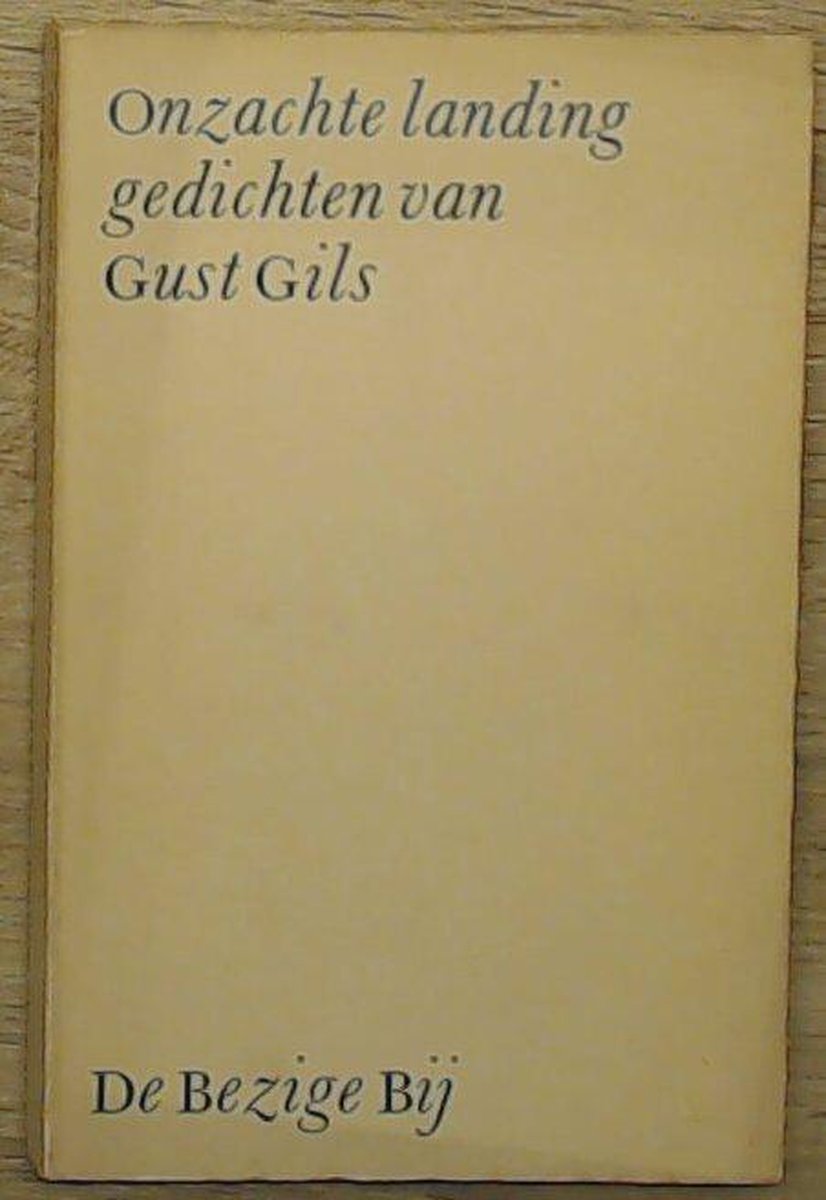 Onzachte landing
gedichten van
Gust Gils
De Bezige Bij